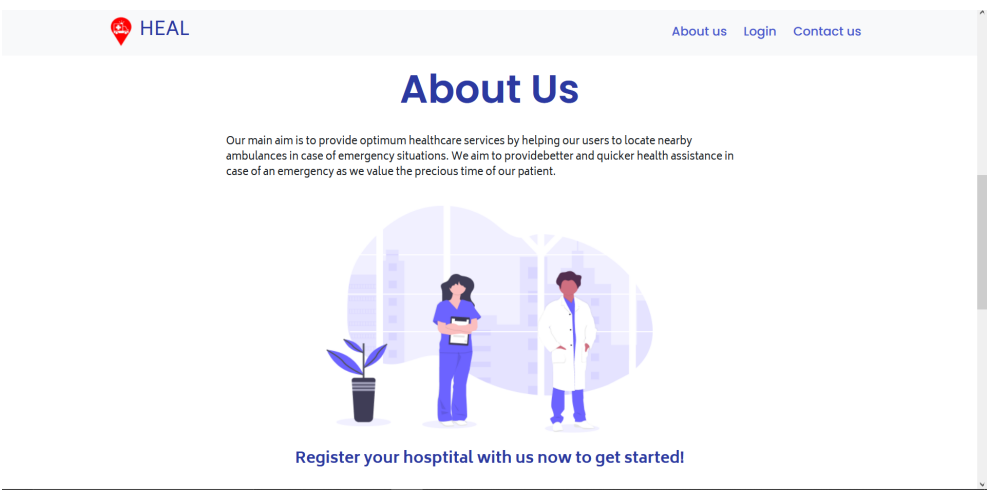 HEAL
About us Login Contact us
About Us
Our main aim is to provide optimum healthcare services by helping our users to locate nearby
ambulances in case of emergency situations. We aim to providebetter and quicker health assistance in
case of an emergency as we value the precious time of our patient.
Register your hosptital with us now to get started!